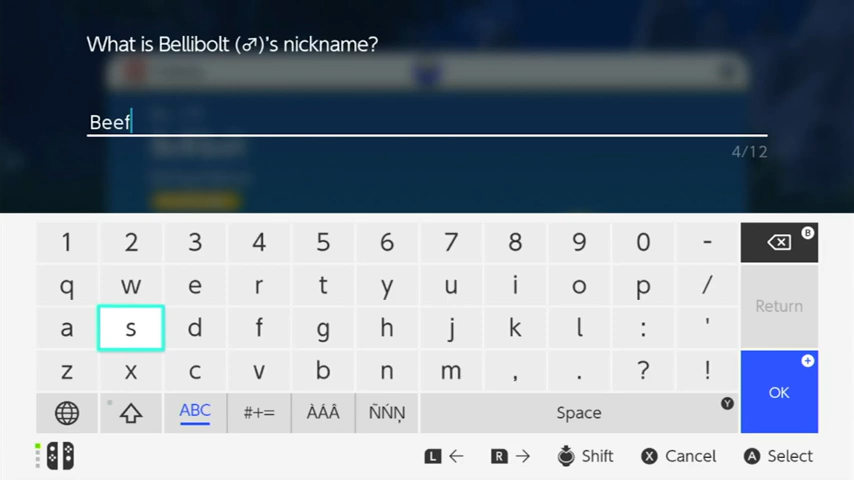 What is Bellibolt (♂)'s nickname?
Beef
4/12
1 2 3 4 5 6 7 8 9 0 -
B
q w e r t y u i o p /
Return
a s d f g h j k l : '
z x c v b n m , . ? !
+
OK
ABC #+= ÀÁÂ ÑŃŅ Space Y
L ← R → Shift X Cancel A Select